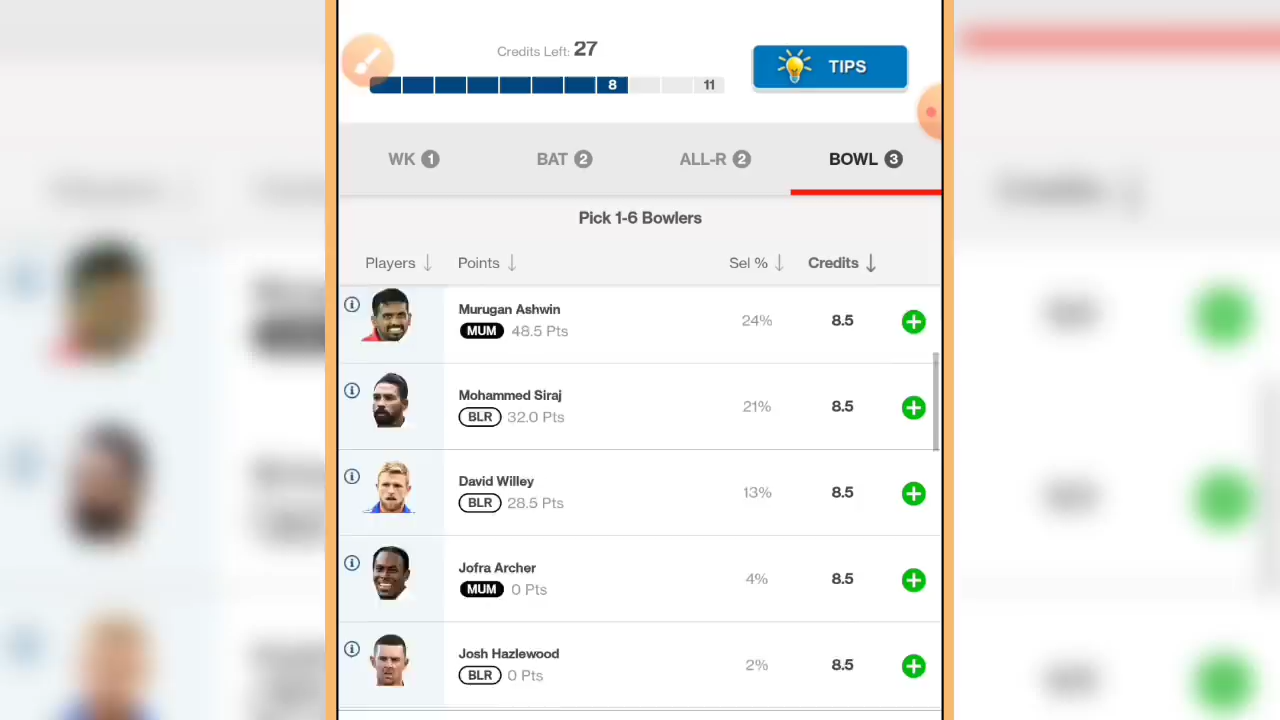 Credits Left: 27
8 11
TIPS
WK 1 BAT 2 ALL-R 2 BOWL 3
Pick 1-6 Bowlers
Players Points Sel % Credits
Murugan Ashwin
MUM 48.5 Pts 24% 8.5
Mohammed Siraj
BLR 32.0 Pts 21% 8.5
David Willey
BLR 28.5 Pts 13% 8.5
Jofra Archer
MUM 0 Pts 4% 8.5
Josh Hazlewood
BLR 0 Pts 2% 8.5